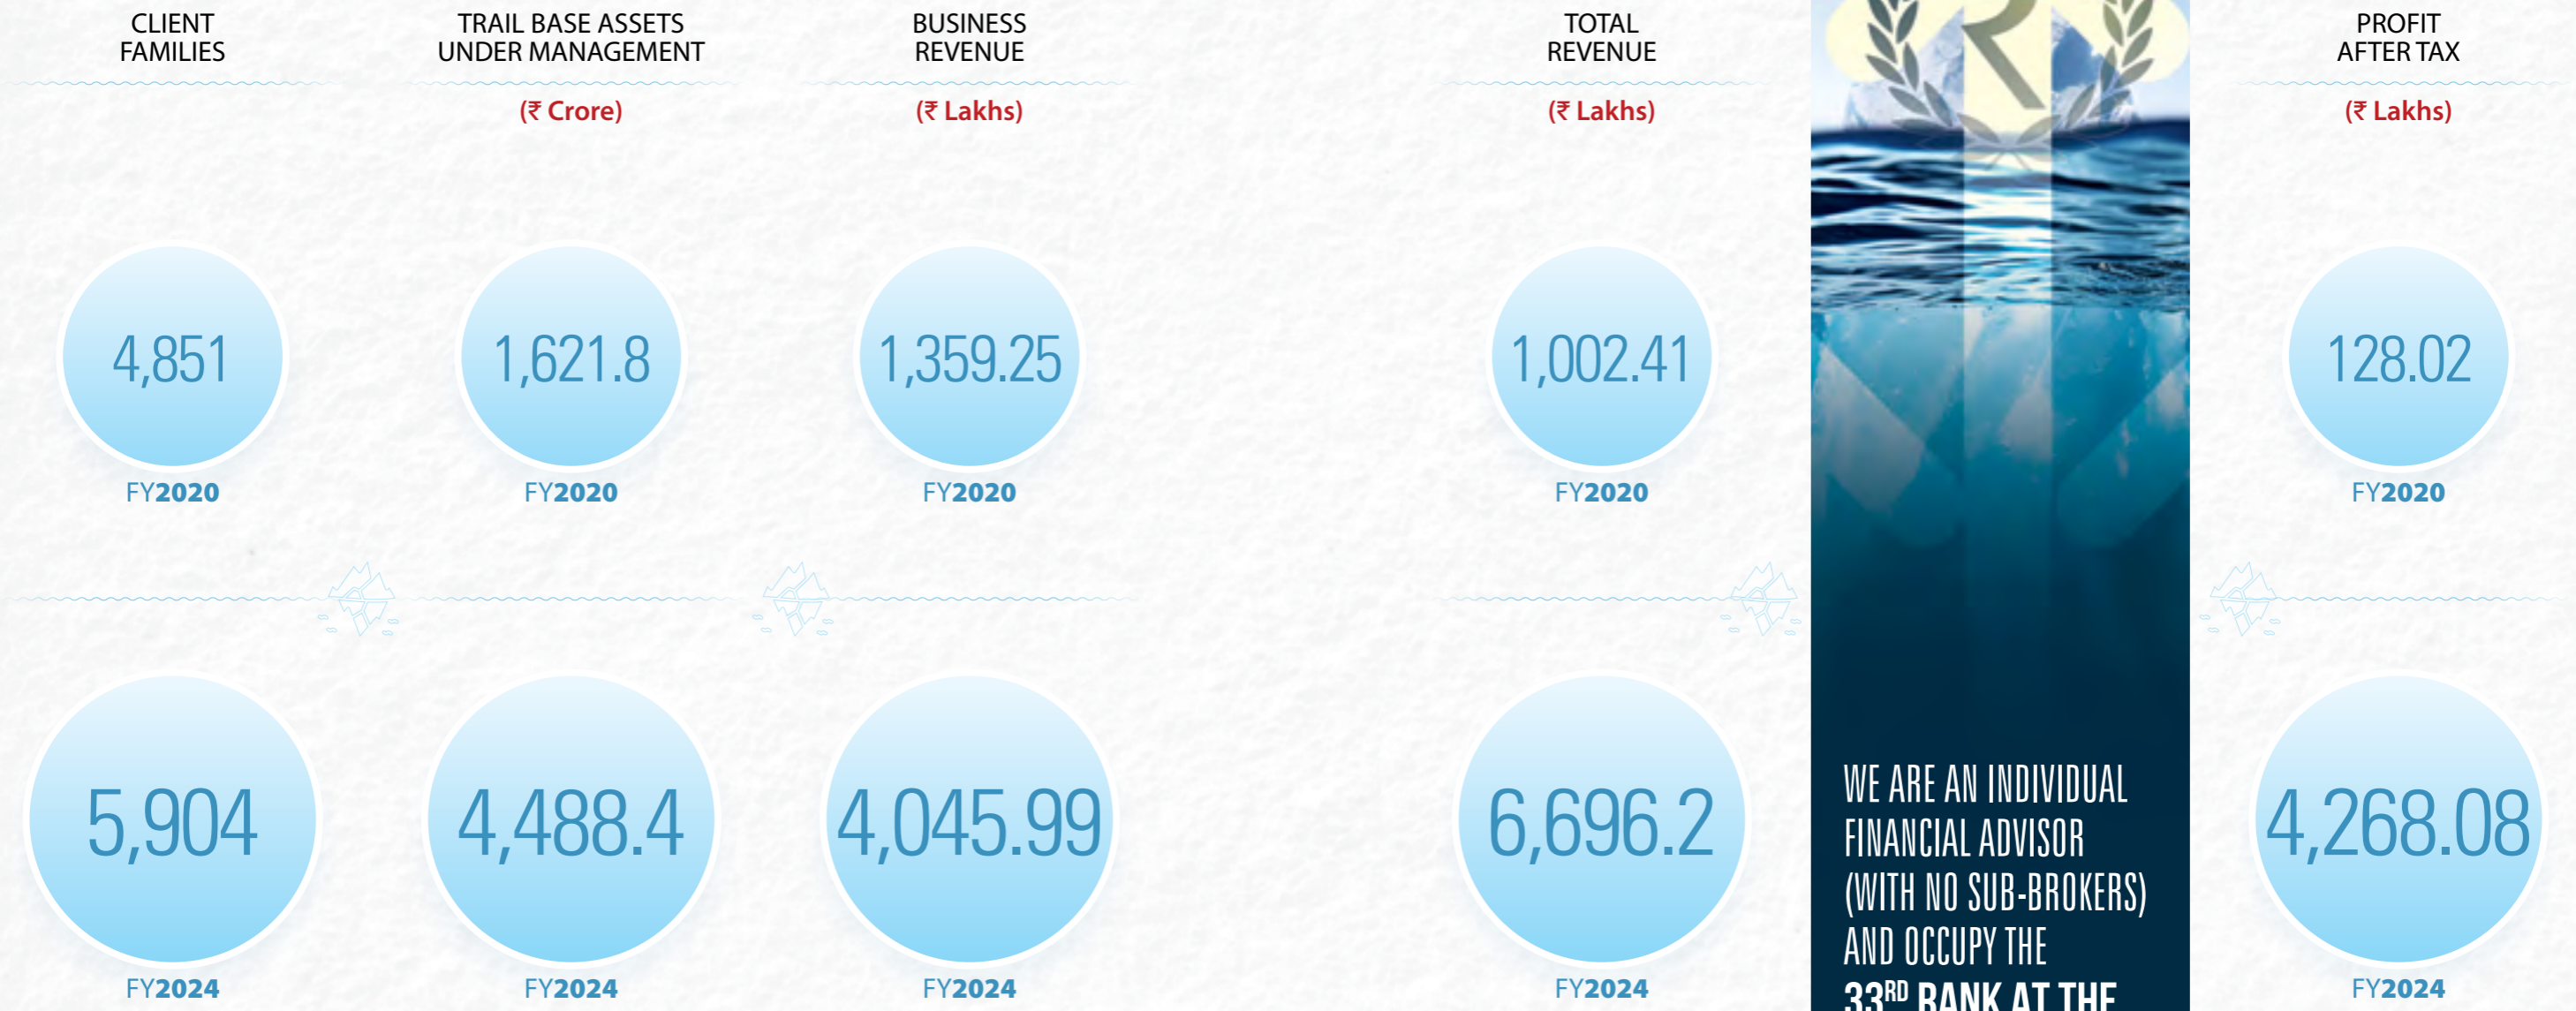 CLIENT
FAMILIES
TRAIL BASE ASSETS
UNDER MANAGEMENT
(₹ Crore)
BUSINESS
REVENUE
(₹ Lakhs)
TOTAL
REVENUE
(₹ Lakhs)
PROFIT
AFTER TAX
(₹ Lakhs)
4,851
FY2020
1,621.8
FY2020
1,359.25
FY2020
1,002.41
FY2020
128.02
FY2020
5,904
FY2024
4,488.4
FY2024
4,045.99
FY2024
6,696.2
FY2024
4,268.08
FY2024
WE ARE AN INDIVIDUAL
FINANCIAL ADVISOR
(WITH NO SUB-BROKERS)
AND OCCUPY THE
33RD RANK AT THE